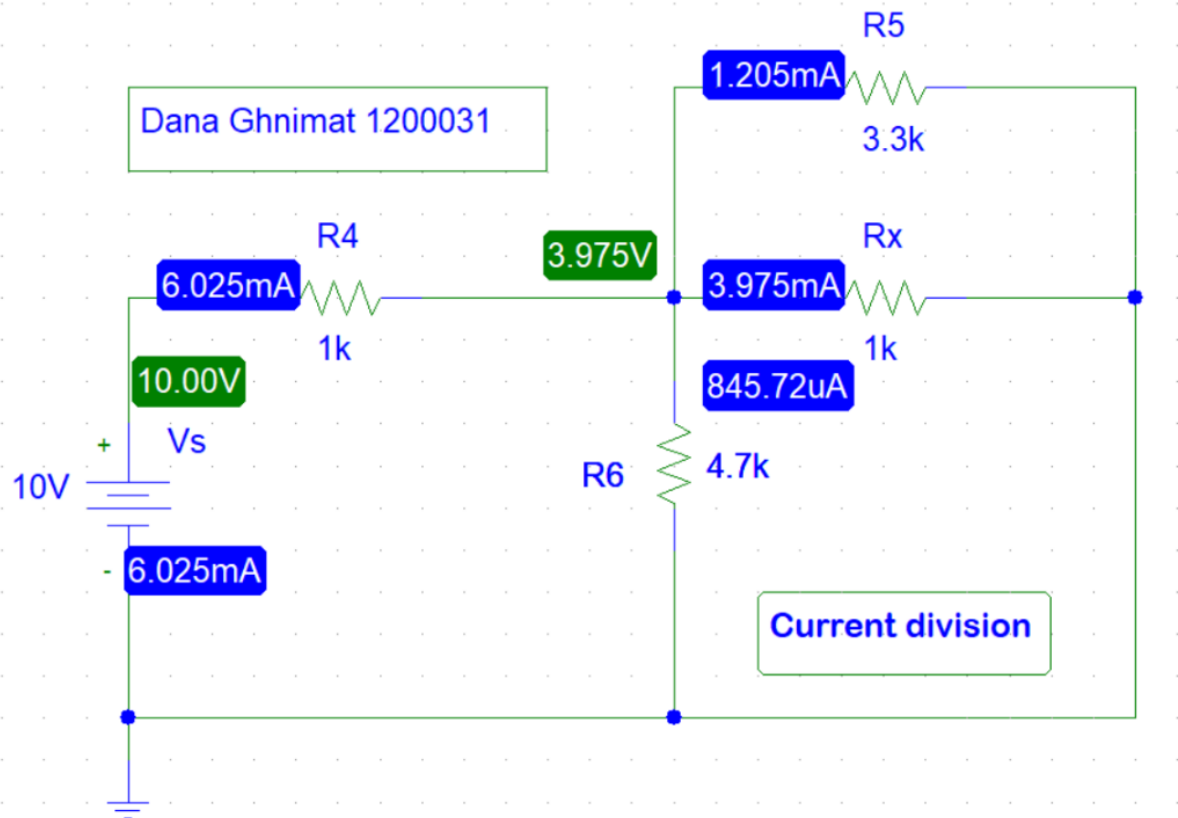 R5
1.205mA
3.3k
Dana Ghnimat 1200031
R4
6.025mA
1k
3.975V
Rx
3.975mA
1k
10.00V
845.72uA
+
Vs
10V
R6
4.7k
-
6.025mA
Current division